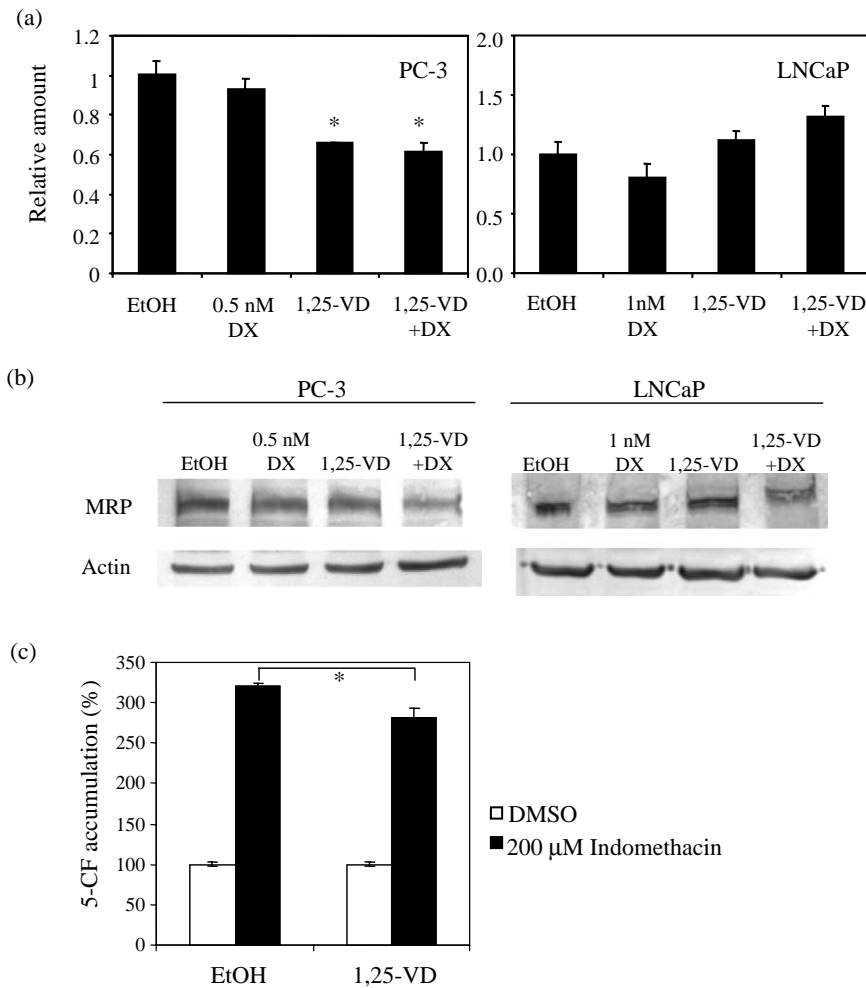 (a)
1.2
1
0.8
0.6
0.4
0.2
0
Relative amount
PC-3
*
*
EtOH
0.5 nM
DX
1,25-VD
1,25-VD
+DX
2.0
1.5
1.0
0.5
0.0
LNCaP
EtOH
1nM
DX
1,25-VD
1,25-VD
+DX
(b)
PC-3
LNCaP
EtOH
0.5 nM
DX
1,25-VD
1,25-VD
+DX
EtOH
1 nM
DX
1,25-VD
1,25-VD
+DX
MRP
Actin
(c)
350
300
250
200
150
100
50
0
5-CF accumulation (%)
*
EtOH
1,25-VD
DMSO
200 μM Indomethacin